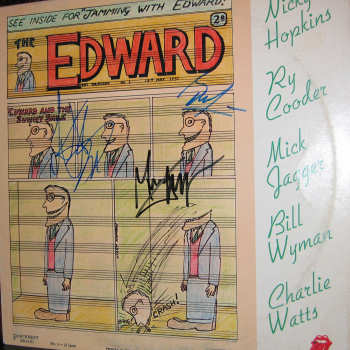 SEE INSIDE FOR "JAMMING WITH EDWARD!"
2d
THE EDWARD
EDWARD AND THE
CRASH!
Nicky
Hopkins
Ry
Cooder
Mick
Jagger
Bill
Wyman
Charlie
Watts